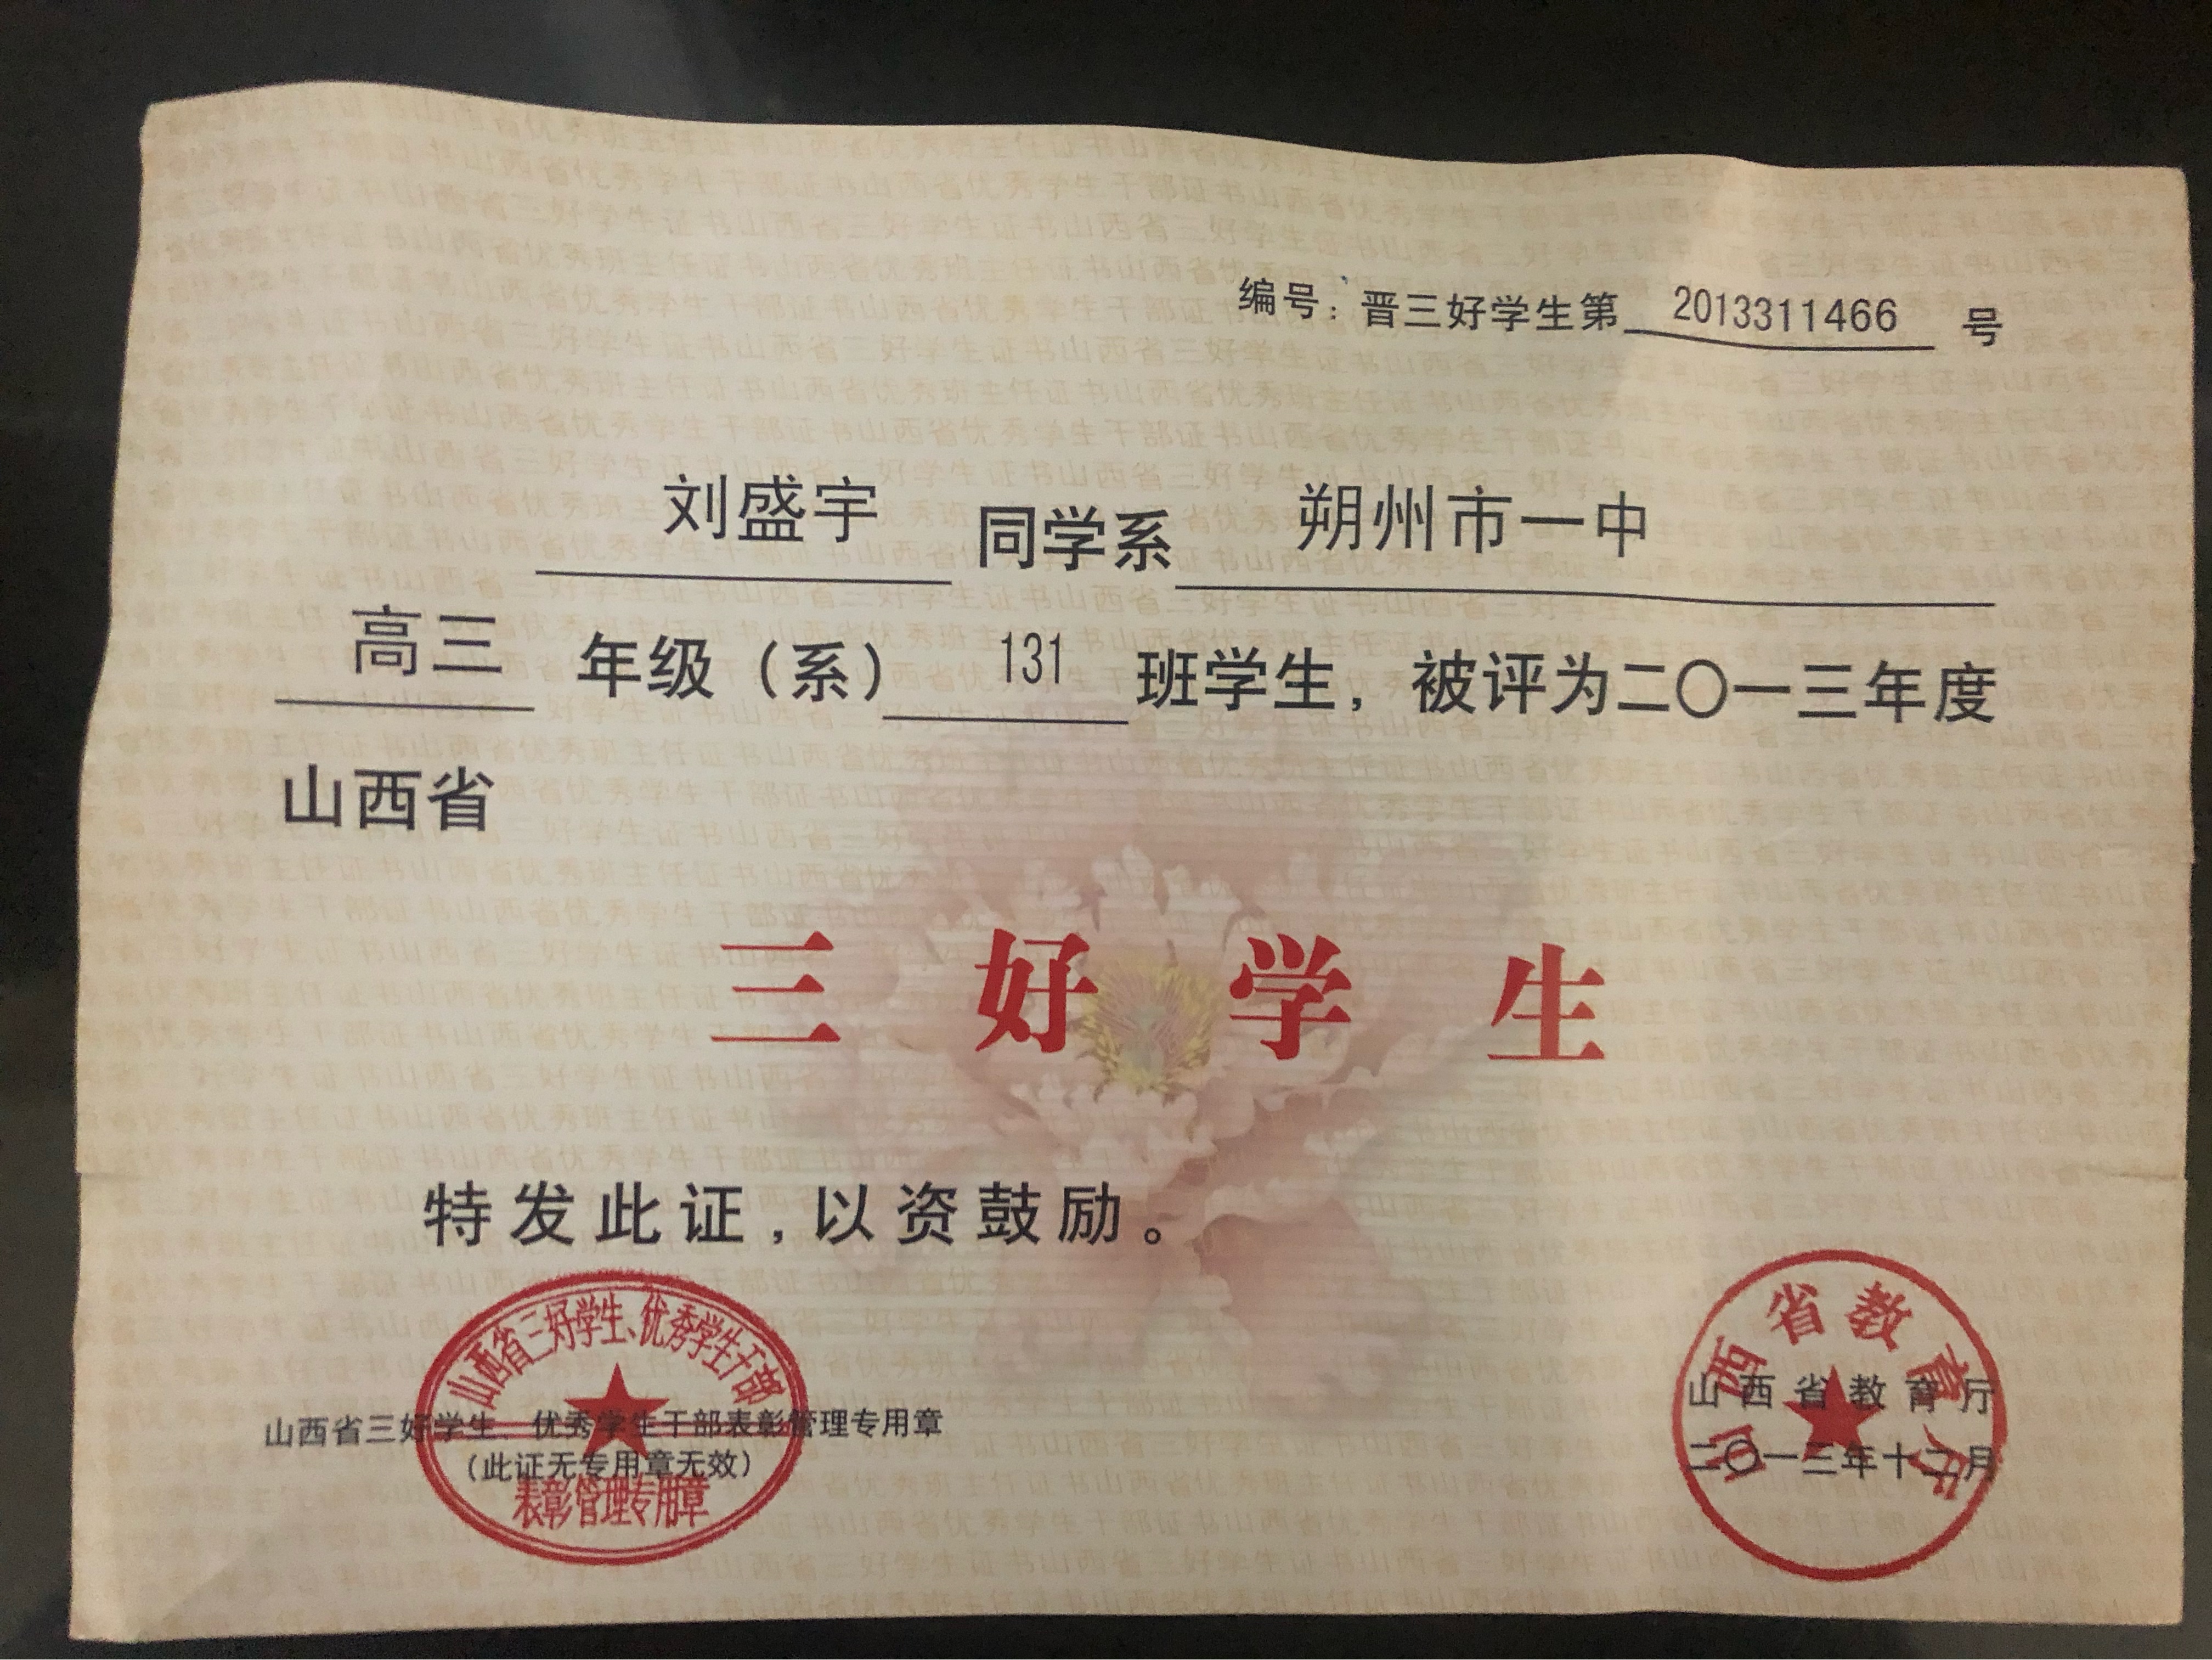 编号：晋三好学生第 2013311466 号
刘盛宇 同学系 朔州市一中
高三 年级（系） 131 班学生，被评为二〇一三年度
山西省
三好学生
特发此证，以资鼓励。
山西省三好学生、优秀学生干部
山西省三好学生、优秀学生干部表彰管理专用章
（此证无专用章无效）
表彰管理专用章
山西省教育厅
山西省教育厅
二〇一三年十二月